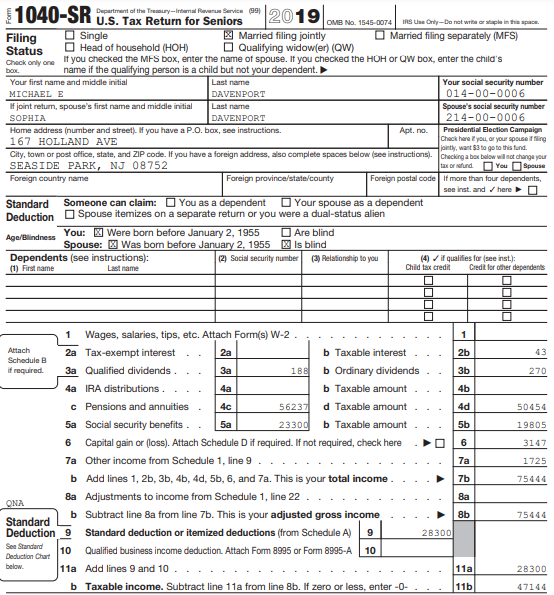 Form 1040-SR Department of the Treasury—Internal Revenue Service (99) U.S. Tax Return for Seniors 2019 OMB No. 1545-0074 IRS Use Only—Do not write or staple in this space.
Filing Status Check only one box.
☐ Single ☒ Married filing jointly ☐ Married filing separately (MFS)
☐ Head of household (HOH) ☐ Qualifying widow(er) (QW)
If you checked the MFS box, enter the name of spouse. If you checked the HOH or QW box, enter the child's
name if the qualifying person is a child but not your dependent. ▶
Your first name and middle initial Last name Your social security number
MICHAEL E DAVENPORT 014-00-0006
If joint return, spouse's first name and middle initial Last name Spouse's social security number
SOPHIA DAVENPORT 214-00-0006
Home address (number and street). If you have a P.O. box, see instructions. Apt. no.
167 HOLLAND AVE
City, town or post office, state, and ZIP code. If you have a foreign address, also complete spaces below (see instructions).
SEASIDE PARK, NJ 08752
Presidential Election Campaign
Check here if you, or your spouse if filing
jointly, want $3 to go to this fund.
Checking a box below will not change your
tax or refund. ☐ You ☐ Spouse
Foreign country name Foreign province/state/county Foreign postal code
If more than four dependents,
see inst. and ✓ here ▶ ☐
Standard Deduction
Someone can claim: ☐ You as a dependent ☐ Your spouse as a dependent
☐ Spouse itemizes on a separate return or you were a dual-status alien
Age/Blindness
You: ☒ Were born before January 2, 1955 ☐ Are blind
Spouse: ☒ Was born before January 2, 1955 ☒ Is blind
Dependents (see instructions): (2) Social security number (3) Relationship to you (4) ✓ if qualifies for (see inst.):
(1) First name Last name Child tax credit Credit for other dependents
☐ ☐
☐ ☐
☐ ☐
☐ ☐
Attach Schedule B if required.
1 Wages, salaries, tips, etc. Attach Form(s) W-2 . . . . . . . . . . . . 1
2a Tax-exempt interest . . 2a b Taxable interest . . . . 2b 43
3a Qualified dividends . . . 3a 188 b Ordinary dividends . . . 3b 270
4a IRA distributions . . . . 4a b Taxable amount . . . . 4b
c Pensions and annuities . 4c 56237 d Taxable amount . . . . 4d 50454
5a Social security benefits . . 5a 23300 b Taxable amount . . . . 5b 19805
6 Capital gain or (loss). Attach Schedule D if required. If not required, check here . ▶ ☐ 6 3147
7a Other income from Schedule 1, line 9 . . . . . . . . . . . . . . 7a 1725
b Add lines 1, 2b, 3b, 4b, 4d, 5b, 6, and 7a. This is your total income . . . . ▶ 7b 75444
8a Adjustments to income from Schedule 1, line 22 . . . . . . . . . . . 8a
b Subtract line 8a from line 7b. This is your adjusted gross income . . . . ▶ 8b 75444
QNA
Standard Deduction
See Standard Deduction Chart below.
9 Standard deduction or itemized deductions (from Schedule A) . 9 28300
10 Qualified business income deduction. Attach Form 8995 or Form 8995-A 10
11a Add lines 9 and 10 . . . . . . . . . . . . . . . . . . . . 11a 28300
b Taxable income. Subtract line 11a from line 8b. If zero or less, enter -0- . . . . 11b 47144